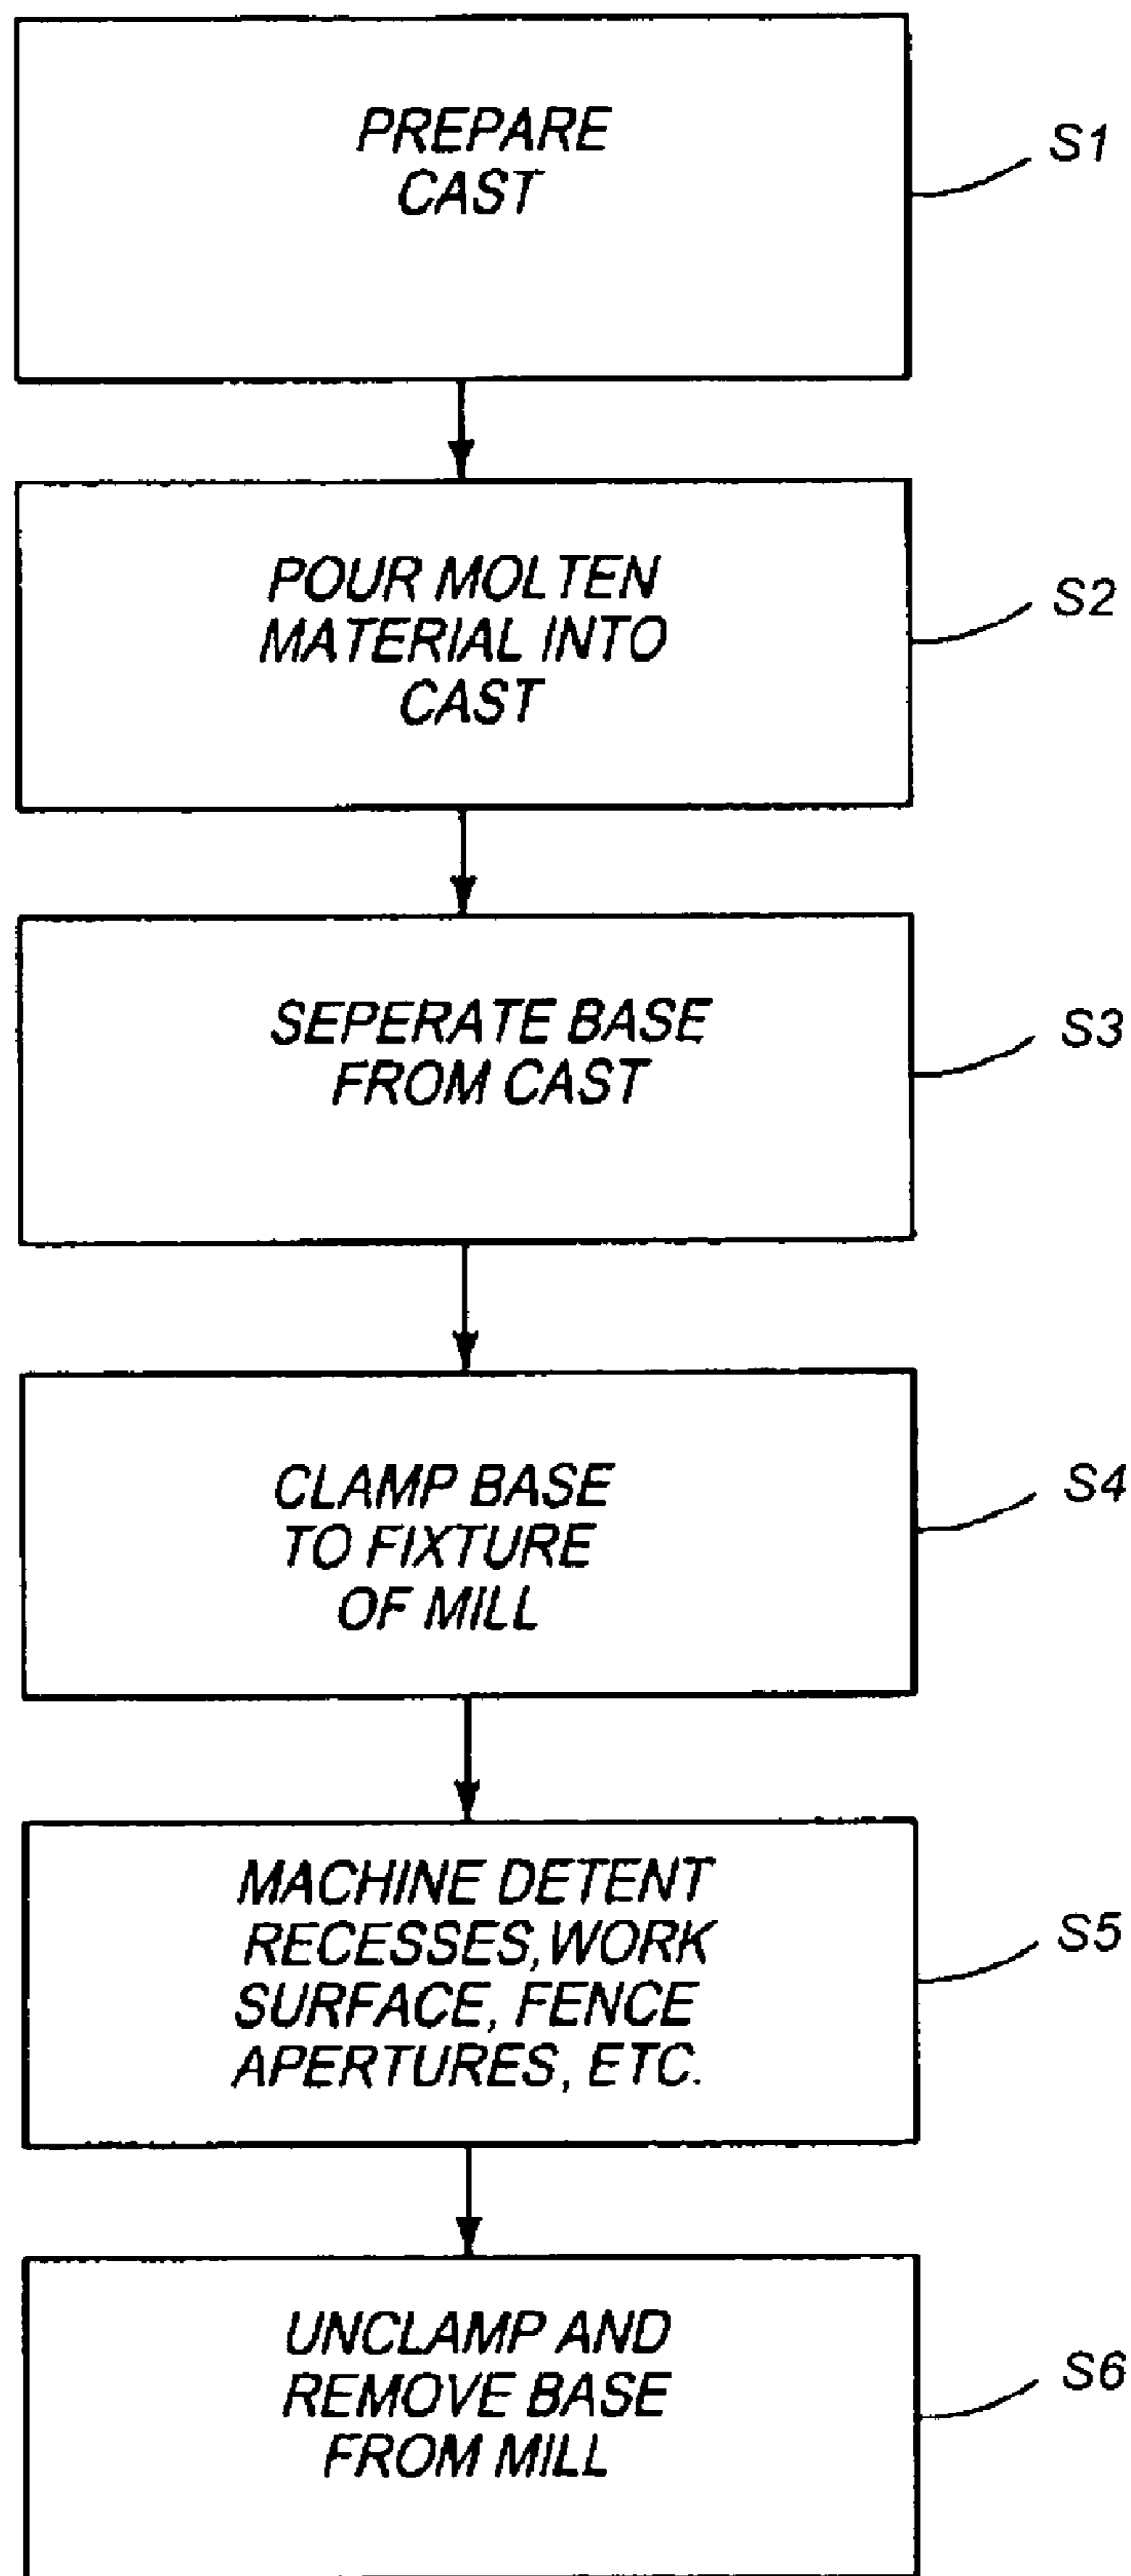 PREPARE
CAST
S1
POUR MOLTEN
MATERIAL INTO
CAST
S2
SEPERATE BASE
FROM CAST
S3
CLAMP BASE
TO FIXTURE
OF MILL
S4
MACHINE DETENT
RECESSES, WORK
SURFACE, FENCE
APERTURES, ETC.
S5
UNCLAMP AND
REMOVE BASE
FROM MILL
S6